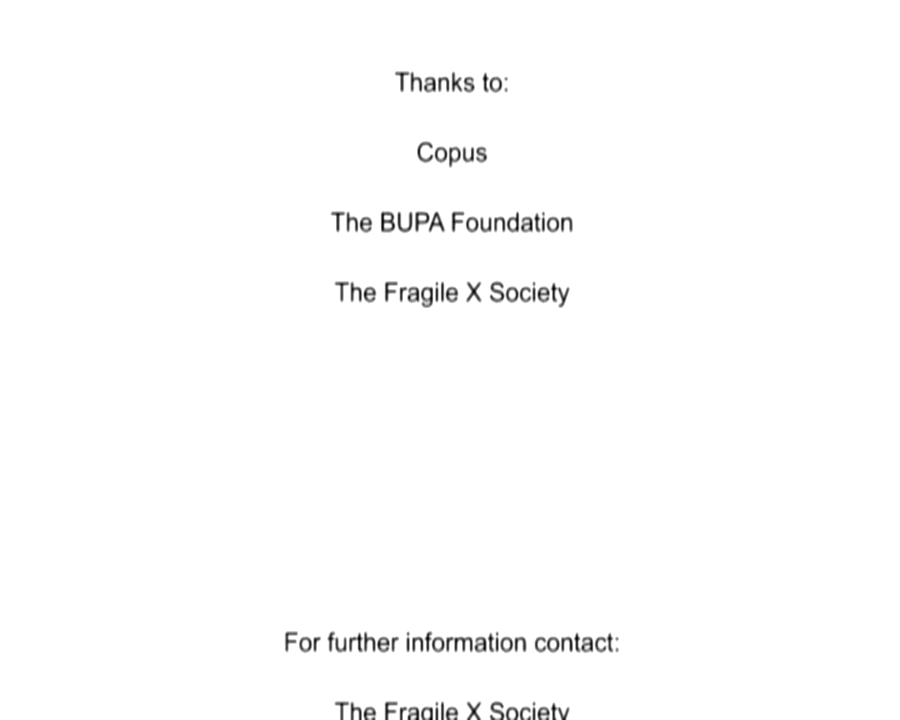 Thanks to:
Copus
The BUPA Foundation
The Fragile X Society
For further information contact:
The Fragile X Society